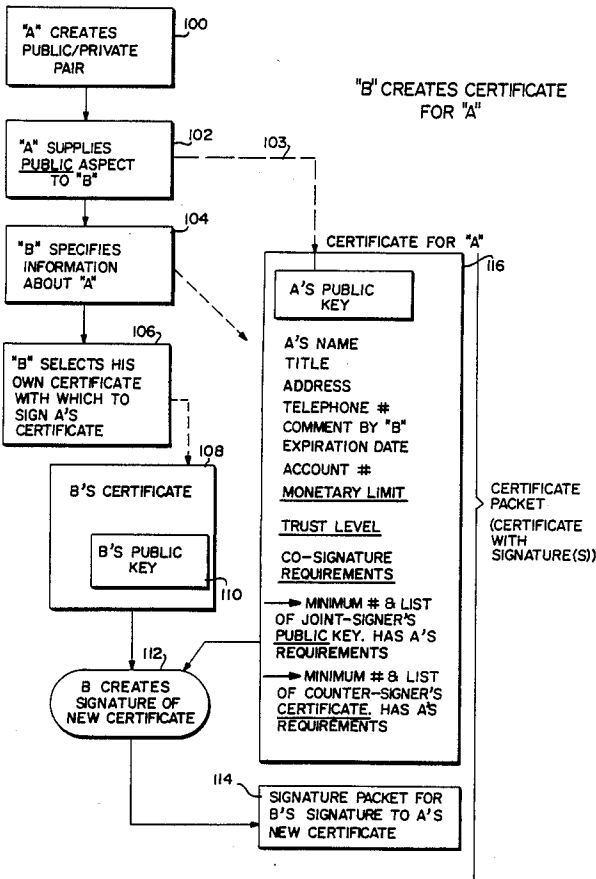 100
"A" CREATES
PUBLIC/PRIVATE
PAIR
"B" CREATES CERTIFICATE
FOR "A"
102
"A" SUPPLIES
PUBLIC ASPECT
TO "B"
103
104
"B" SPECIFIES
INFORMATION
ABOUT "A"
106
"B" SELECTS HIS
OWN CERTIFICATE
WITH WHICH TO
SIGN A'S
CERTIFICATE
108
B'S CERTIFICATE
B'S PUBLIC
KEY
110
112
B CREATES
SIGNATURE OF
NEW CERTIFICATE
CERTIFICATE FOR "A"
116
A'S PUBLIC
KEY
A'S NAME
TITLE
ADDRESS
TELEPHONE #
COMMENT BY "B"
EXPIRATION DATE
ACCOUNT #
MONETARY LIMIT
TRUST LEVEL
CO-SIGNATURE
REQUIREMENTS
MINIMUM # & LIST
OF JOINT-SIGNER'S
PUBLIC KEY. HAS A'S
REQUIREMENTS
MINIMUM # & LIST
OF COUNTER-SIGNER'S
CERTIFICATE. HAS A'S
REQUIREMENTS
CERTIFICATE
PACKET
(CERTIFICATE
WITH
SIGNATURE(S))
114
SIGNATURE PACKET FOR
B'S SIGNATURE TO A'S
NEW CERTIFICATE